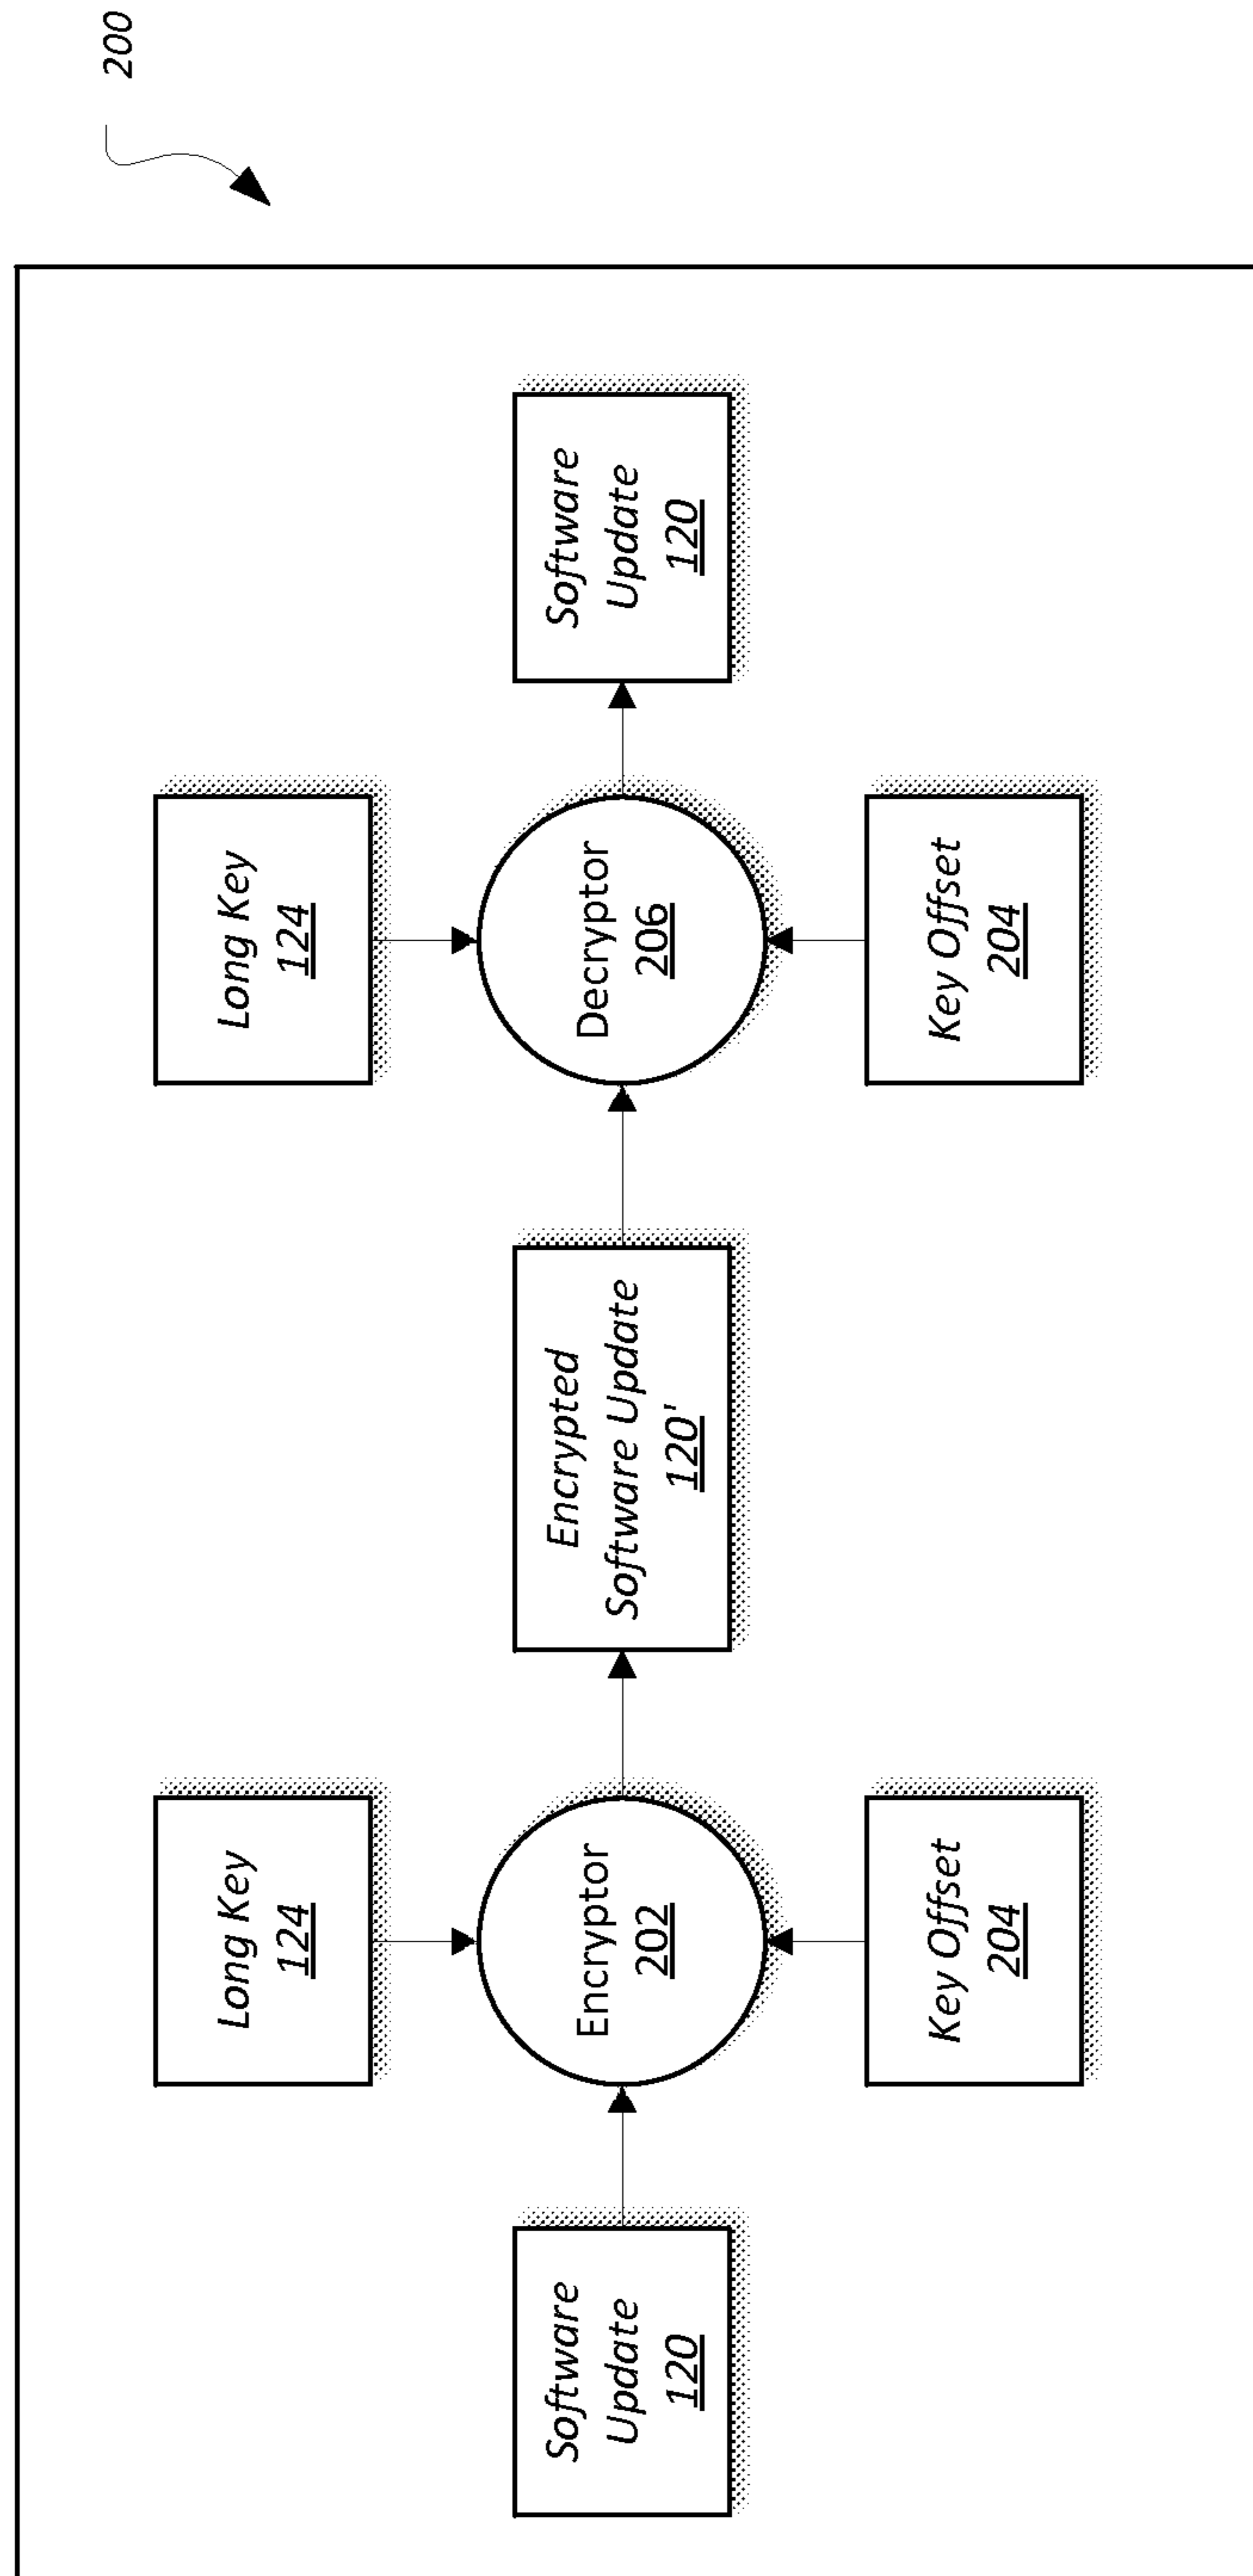 200
Long Key
124
Long Key
124
Software
Update
120
Encryptor
202
Encrypted
Software Update
120'
Decryptor
206
Software
Update
120
Key Offset
204
Key Offset
204